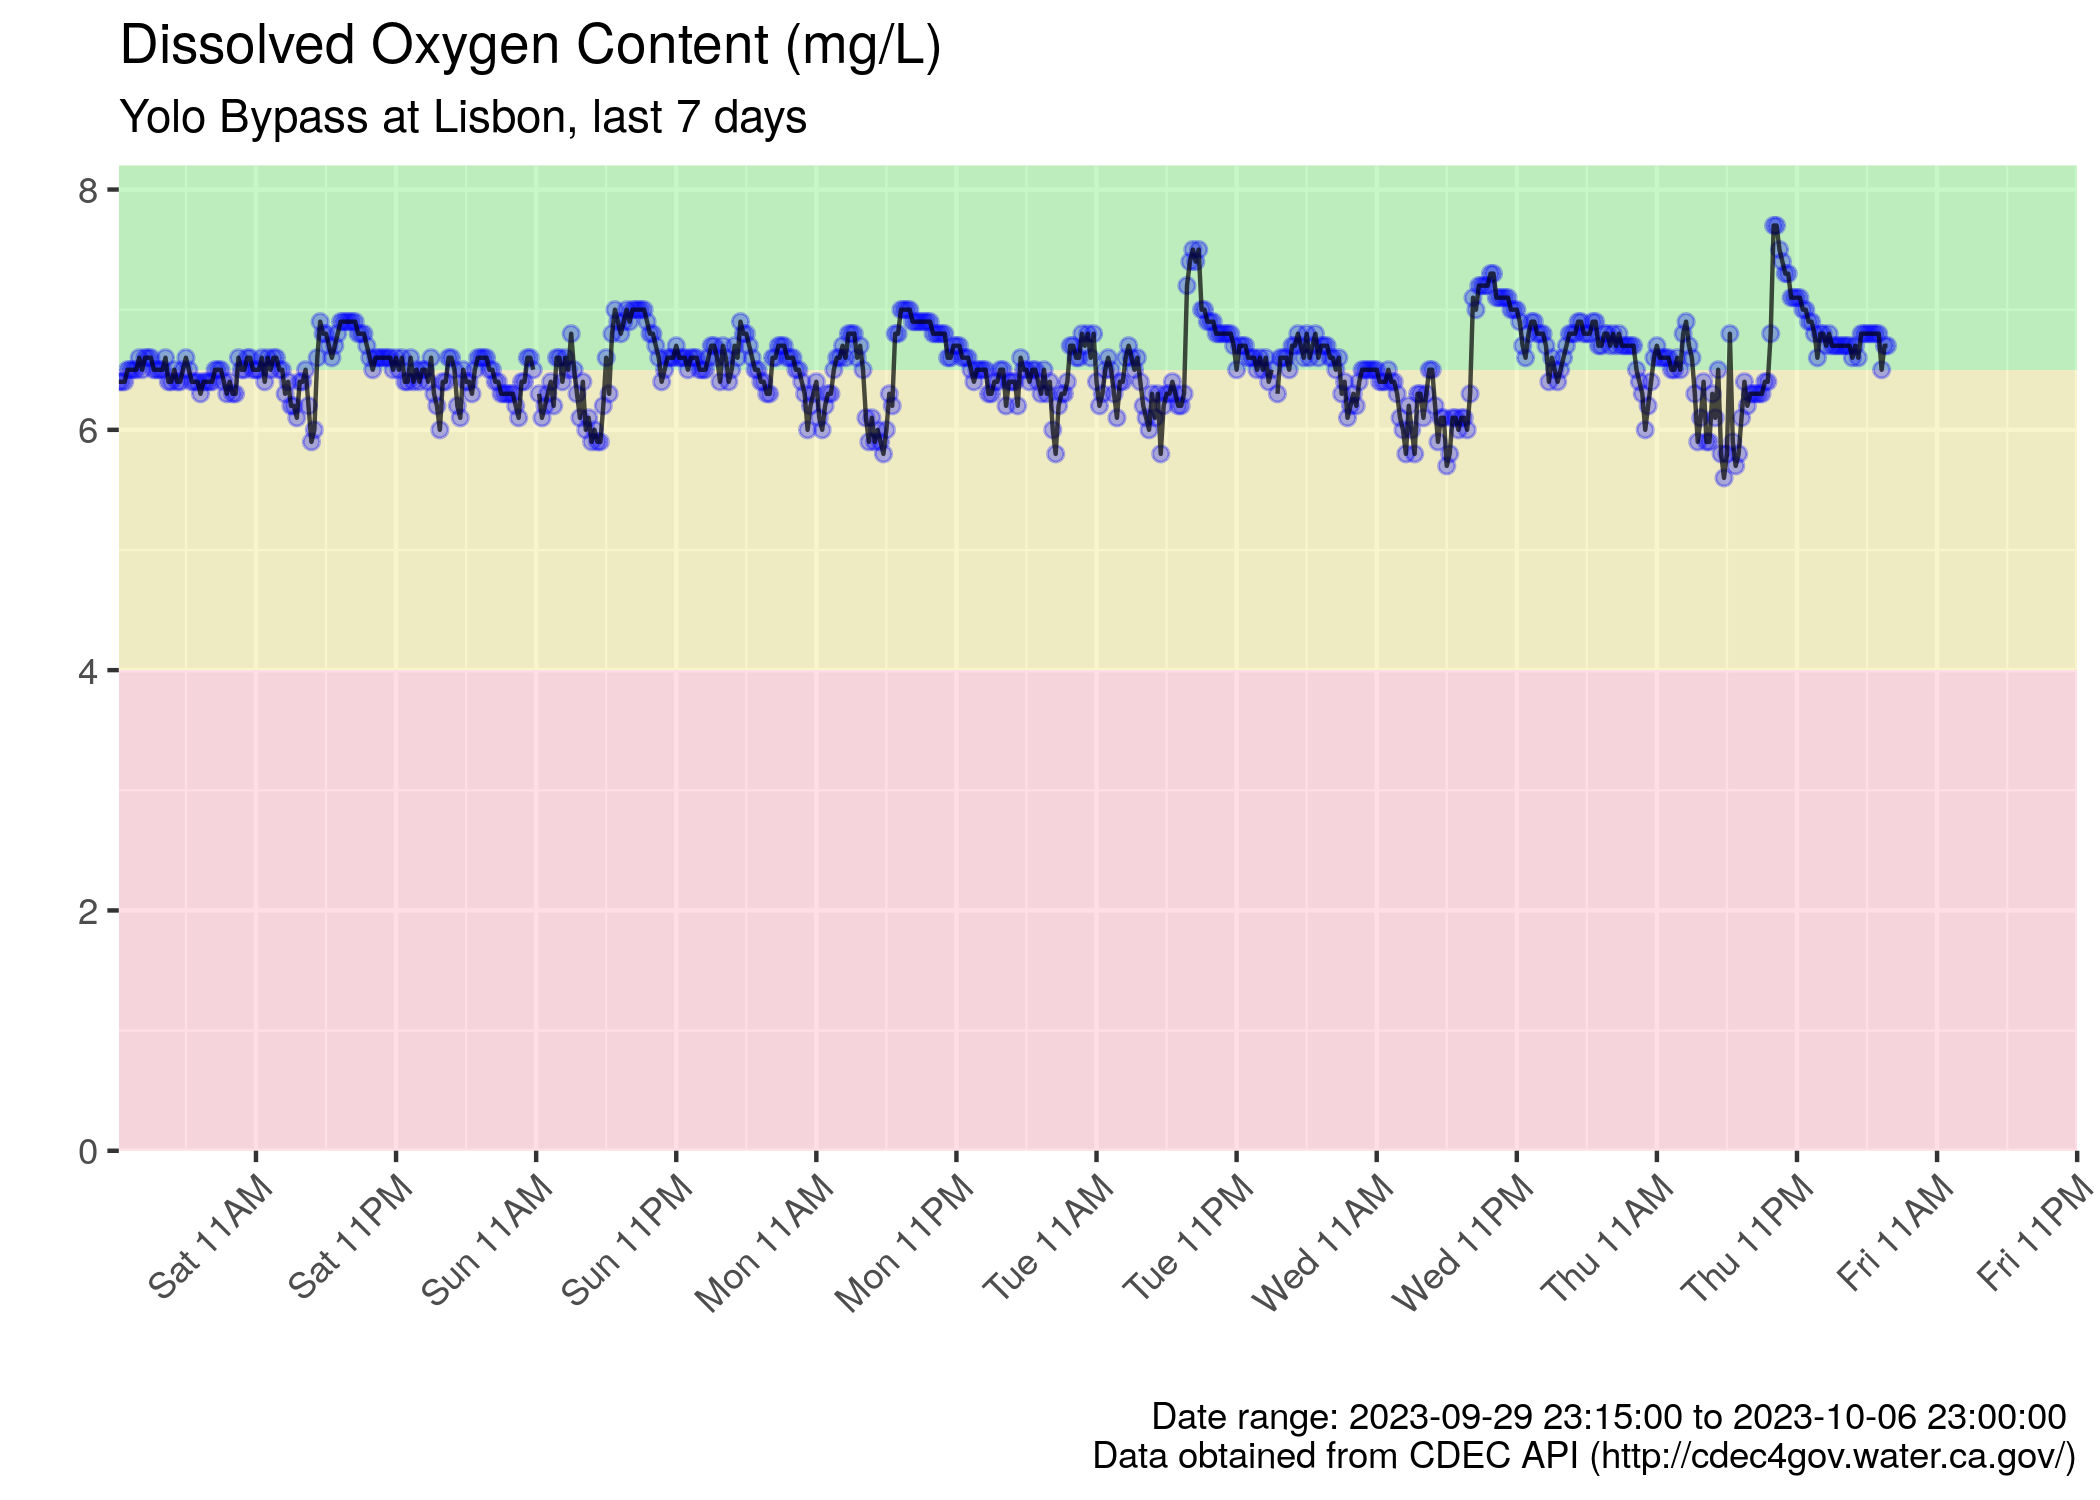 Dissolved Oxygen Content (mg/L)
Yolo Bypass at Lisbon, last 7 days
8
6
4
2
0
Sat 11AM
Sat 11PM
Sun 11AM
Sun 11PM
Mon 11AM
Mon 11PM
Tue 11AM
Tue 11PM
Wed 11AM
Wed 11PM
Thu 11AM
Thu 11PM
Fri 11AM
Fri 11PM
Date range: 2023-09-29 23:15:00 to 2023-10-06 23:00:00
Data obtained from CDEC API (http://cdec4gov.water.ca.gov/)